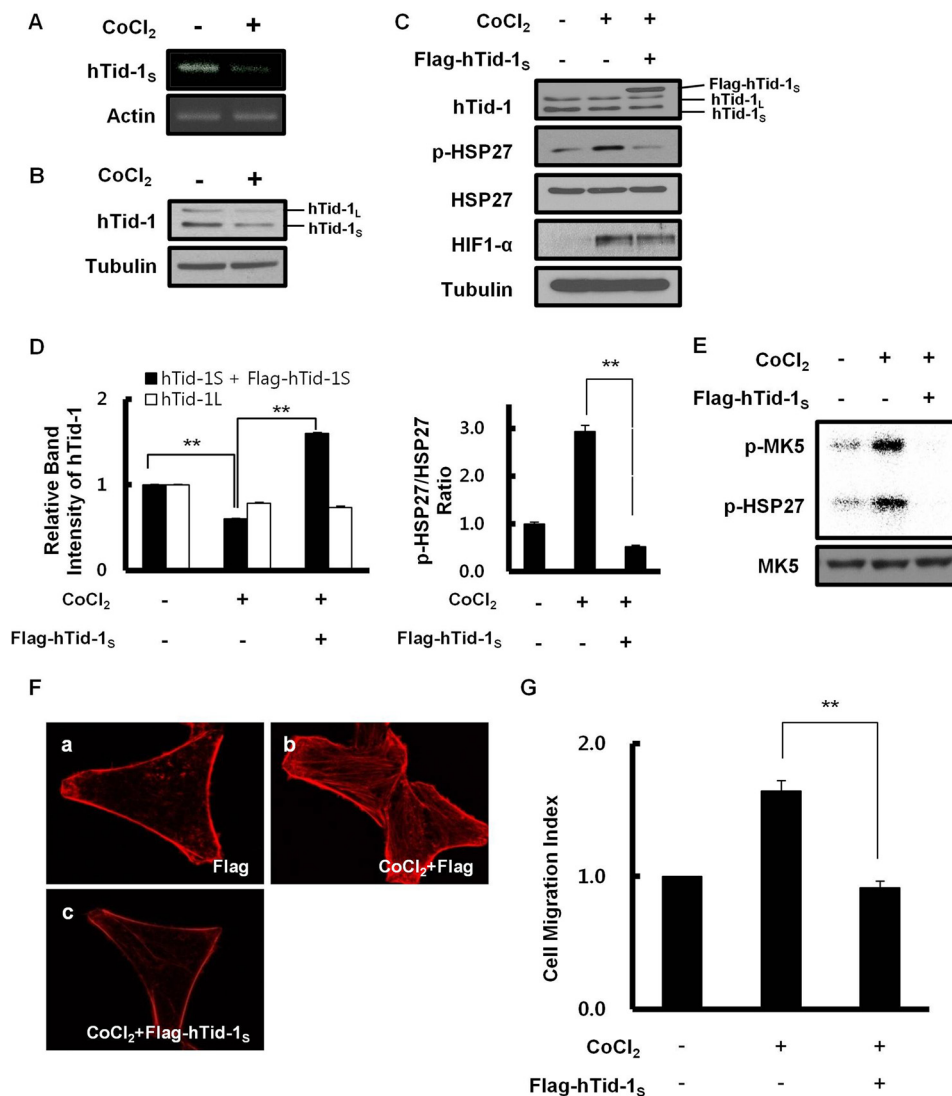 A
CoCl2 - +
hTid-1S
Actin
B
CoCl2 - +
hTid-1
hTid-1L
hTid-1S
Tubulin
C
CoCl2 - + +
Flag-hTid-1S - - +
hTid-1
Flag-hTid-1S
hTid-1L
hTid-1S
p-HSP27
HSP27
HIF1-α
Tubulin
D
Relative Band
Intensity of hTid-1
2
1
0
hTid-1S + Flag-hTid-1S
hTid-1L
**
**
CoCl2 - + +
Flag-hTid-1S - - +
p-HSP27/HSP27
Ratio
3.0
2.0
1.0
0.0
**
CoCl2 - + +
Flag-hTid-1S - - +
E
CoCl2 - + +
Flag-hTid-1S - - +
p-MK5
p-HSP27
MK5
F
a
Flag
b
CoCl2+Flag
c
CoCl2+Flag-hTid-1S
G
Cell Migration Index
2.0
1.0
0.0
**
CoCl2 - + +
Flag-hTid-1S - - +